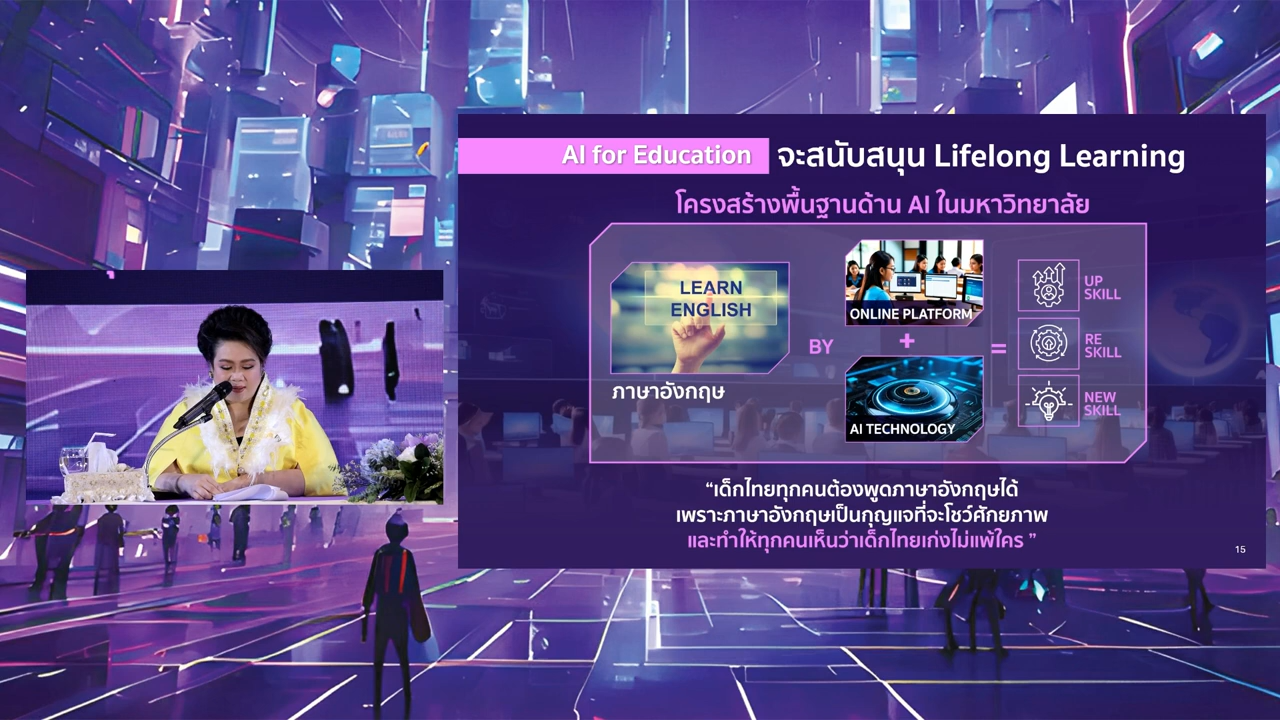 AI for Education จะสนับสนุน Lifelong Learning
โครงสร้างพื้นฐานด้าน AI ในมหาวิทยาลัย
LEARN
ENGLISH
ภาษาอังกฤษ
BY
ONLINE PLATFORM
+
AI TECHNOLOGY
=
UP
SKILL
RE
SKILL
NEW
SKILL
“เด็กไทยทุกคนต้องพูดภาษาอังกฤษได้
เพราะภาษาอังกฤษเป็นกุญแจที่จะโชว์ศักยภาพ
และทำให้ทุกคนเห็นว่าเด็กไทยเก่งไม่แพ้ใคร ”
15